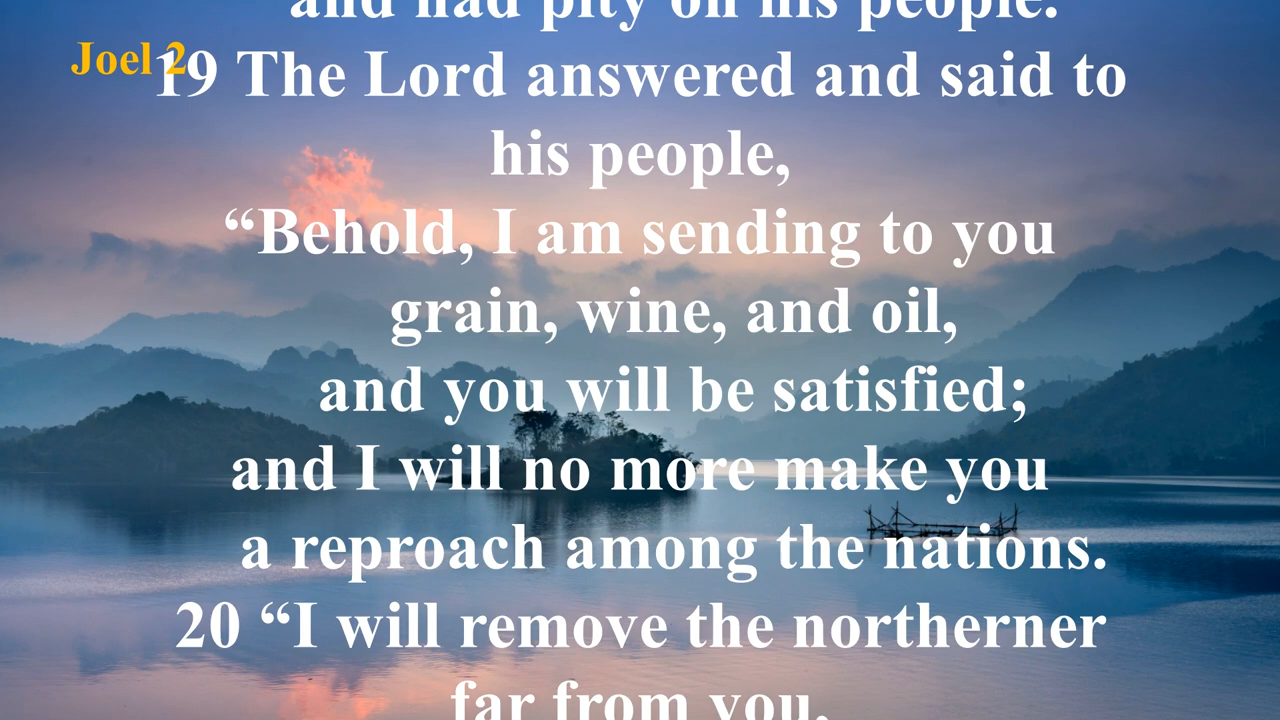 and had pity on his people.
Joel 2
19 The Lord answered and said to
his people,
“Behold, I am sending to you
grain, wine, and oil,
and you will be satisfied;
and I will no more make you
a reproach among the nations.
20 “I will remove the northerner
far from you,